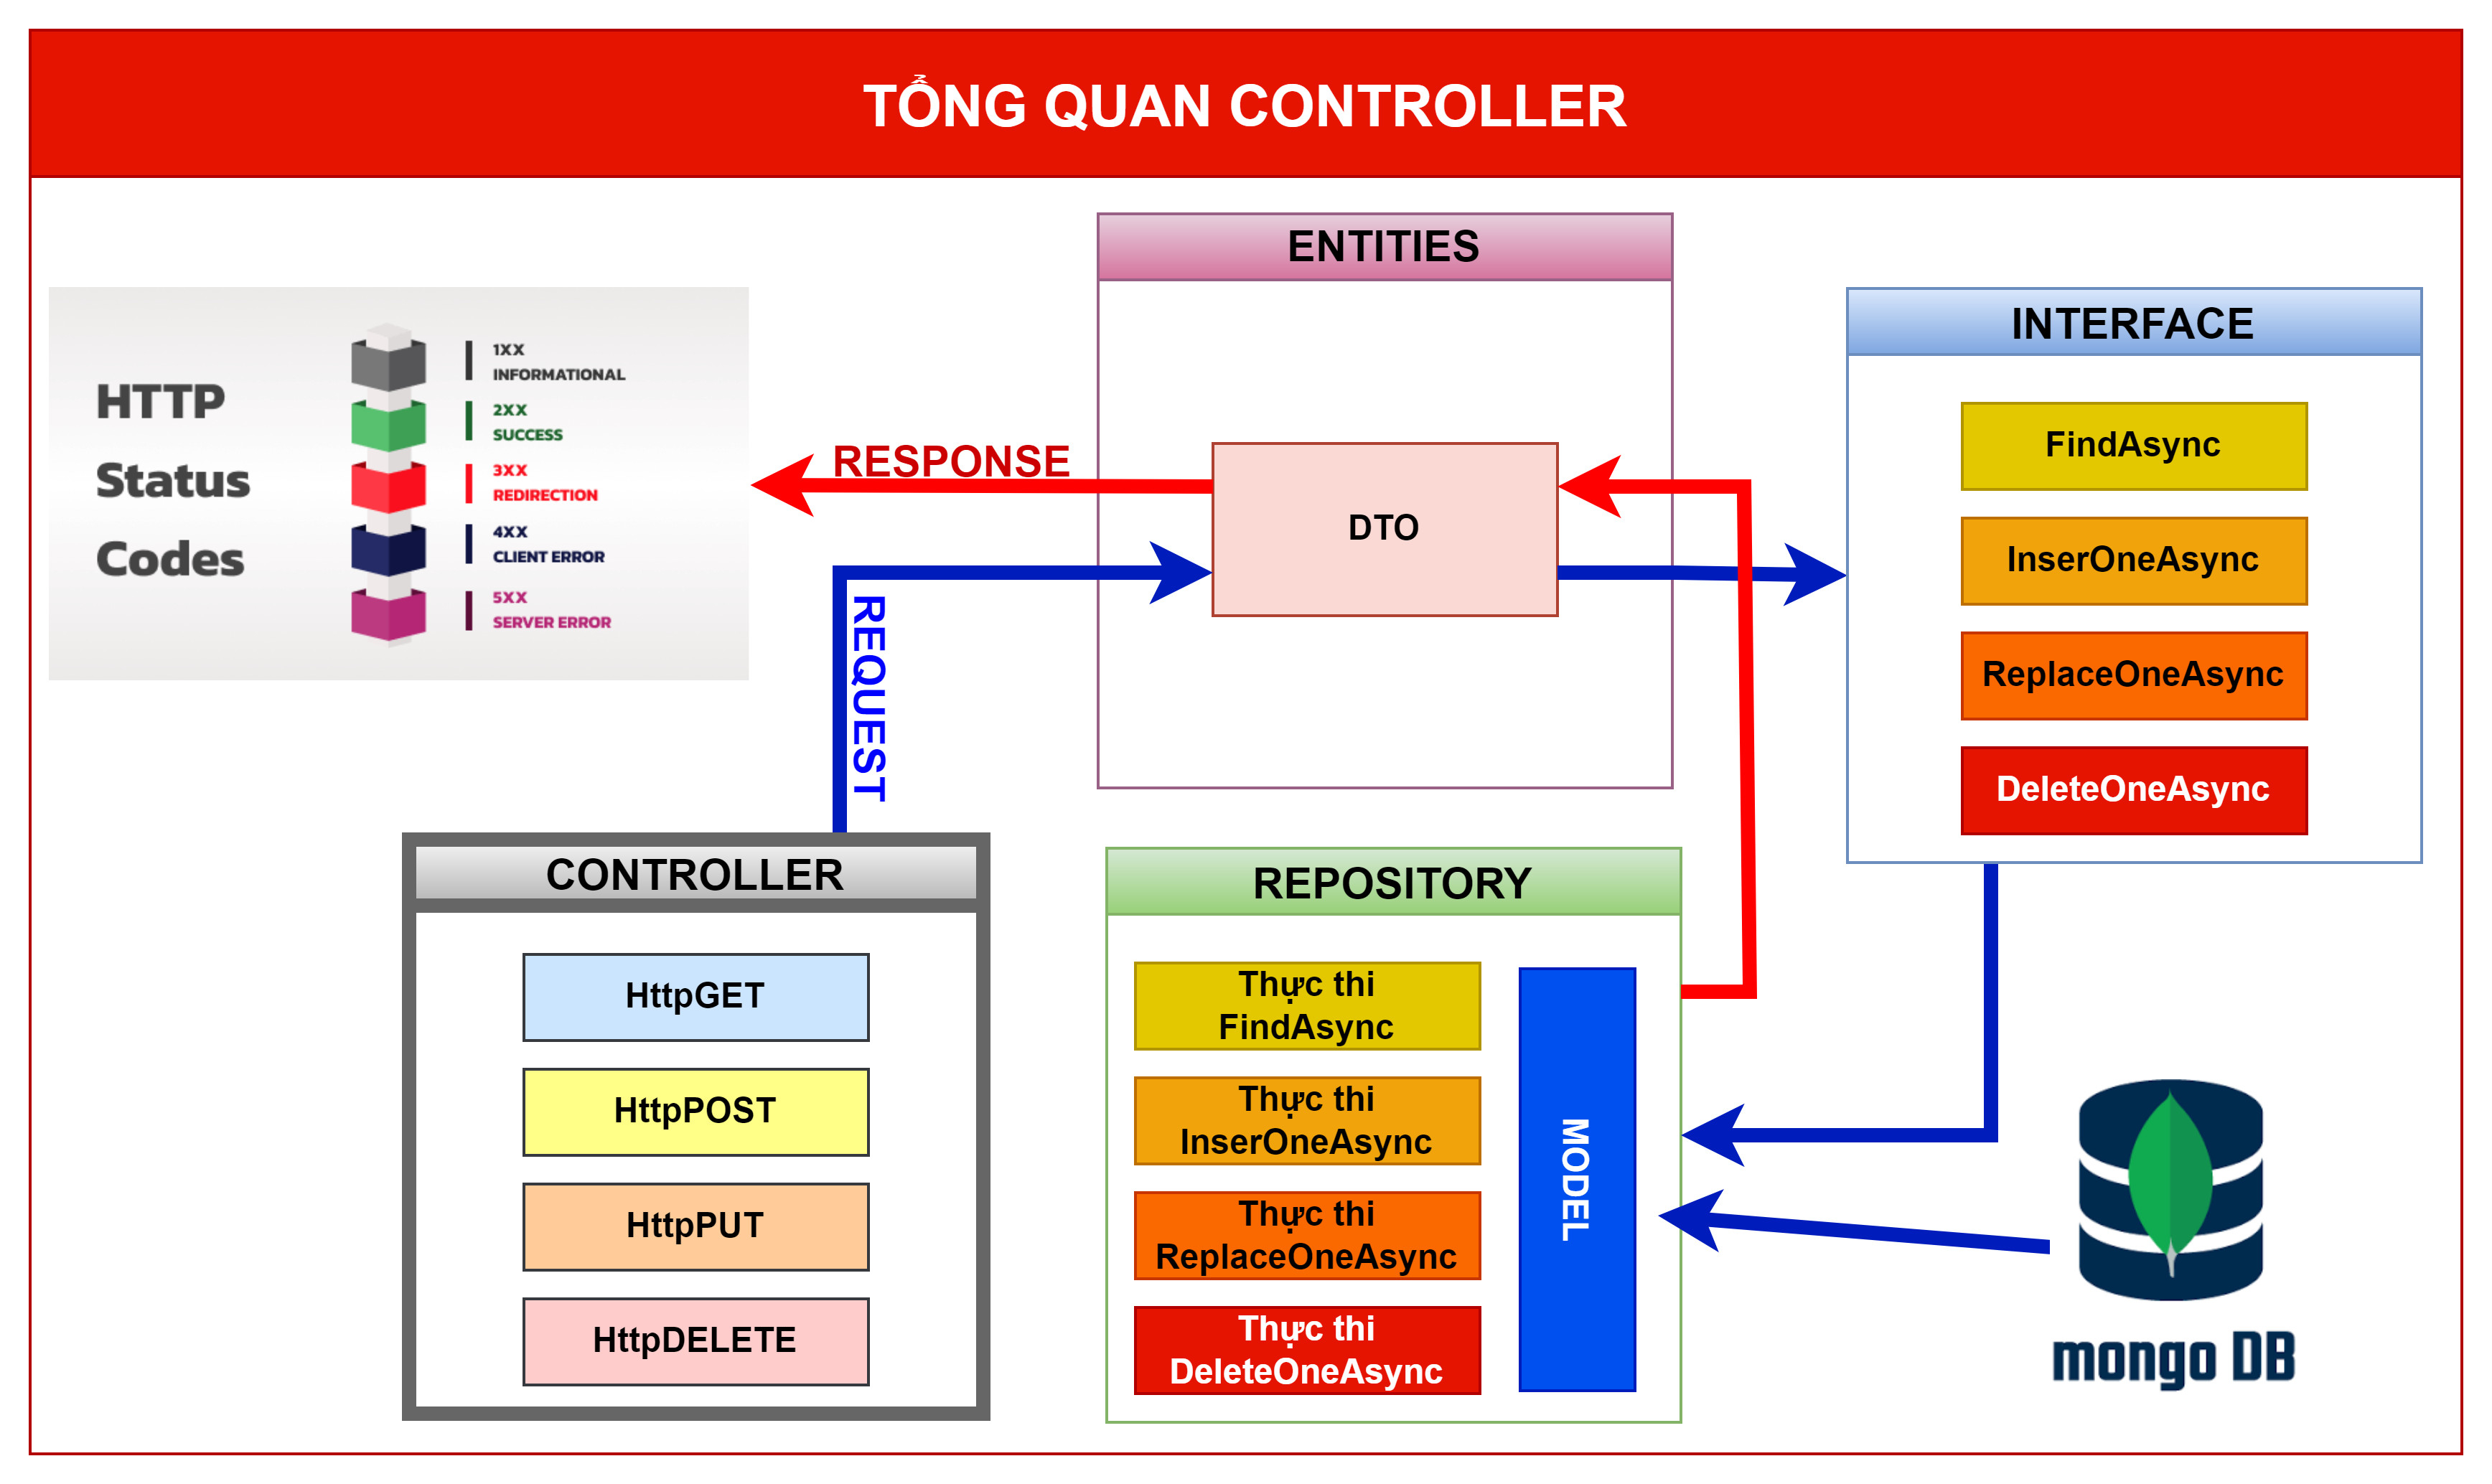 TỔNG QUAN CONTROLLER
HTTP
Status
Codes
1XX
INFORMATIONAL
2XX
SUCCESS
3XX
REDIRECTION
4XX
CLIENT ERROR
5XX
SERVER ERROR
RESPONSE
REQUEST
ENTITIES
DTO
INTERFACE
FindAsync
InserOneAsync
ReplaceOneAsync
DeleteOneAsync
CONTROLLER
HttpGET
HttpPOST
HttpPUT
HttpDELETE
REPOSITORY
Thực thi
FindAsync
Thực thi
InserOneAsync
Thực thi
ReplaceOneAsync
Thực thi
DeleteOneAsync
MODEL
mongo DB